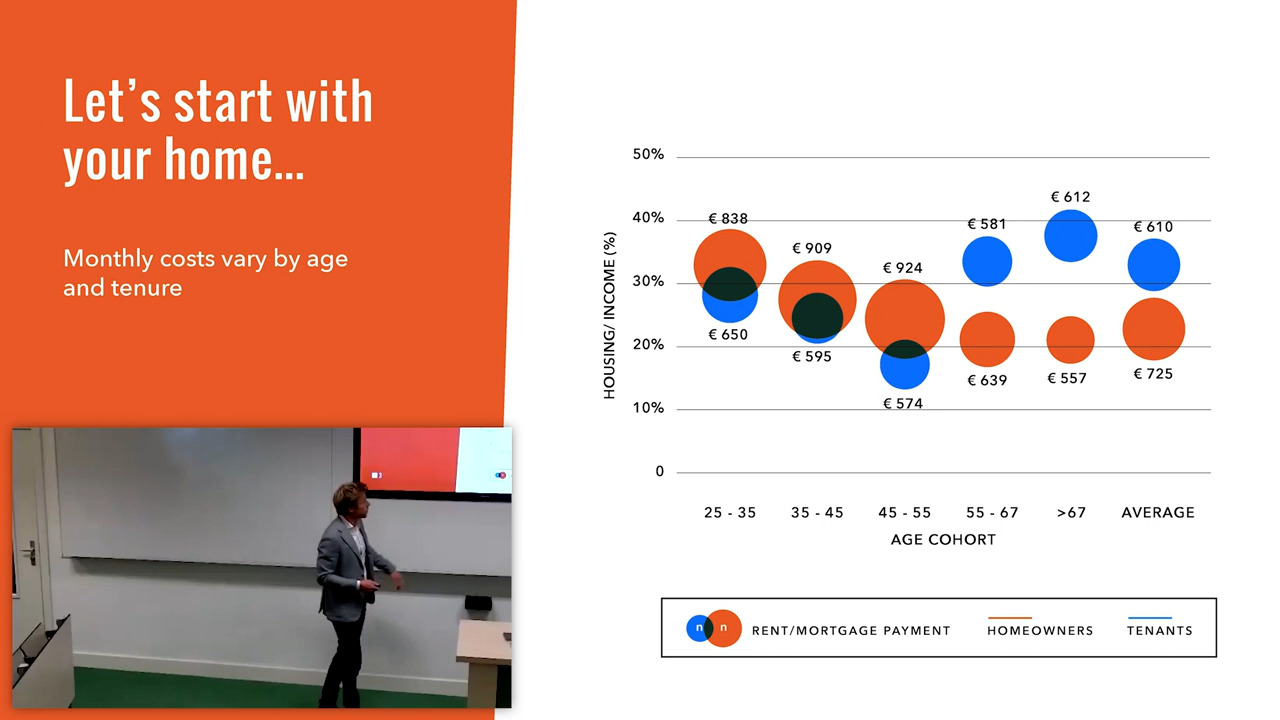 Let's start with
your home...
Monthly costs vary by age
and tenure
HOUSING/ INCOME (%)
50%
40%
30%
20%
10%
0
€ 838
€ 650
€ 909
€ 595
€ 924
€ 574
€ 581
€ 639
€ 612
€ 557
€ 610
€ 725
25 - 35
35 - 45
45 - 55
55 - 67
>67
AVERAGE
AGE COHORT
n n RENT/MORTGAGE PAYMENT HOMEOWNERS TENANTS